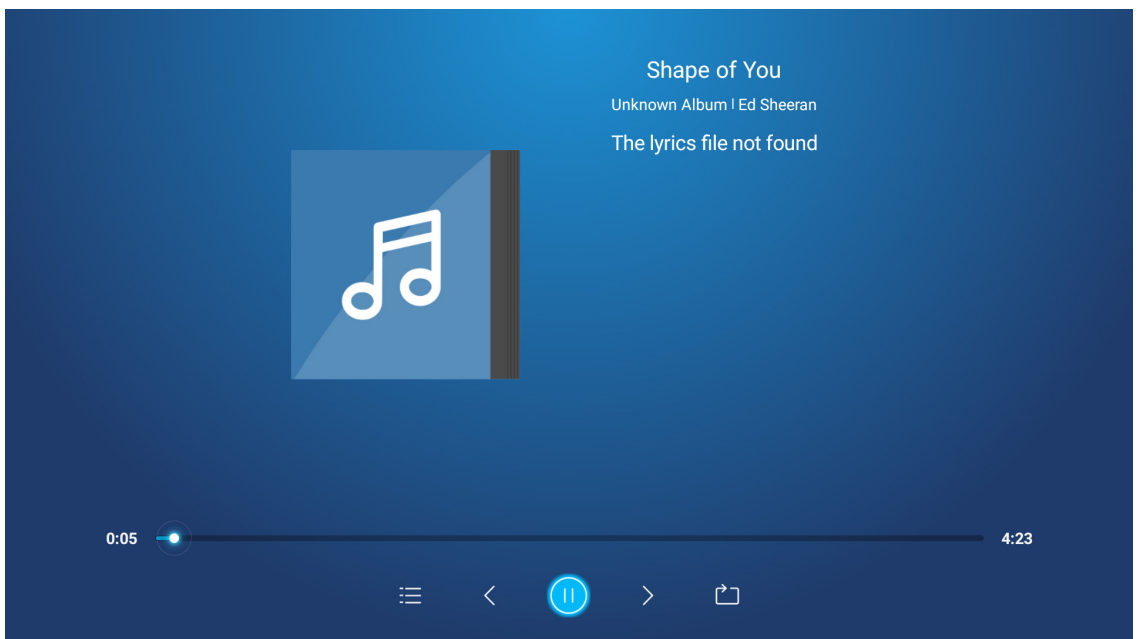 Shape of You
Unknown Album | Ed Sheeran
The lyrics file not found
0:05
4:23